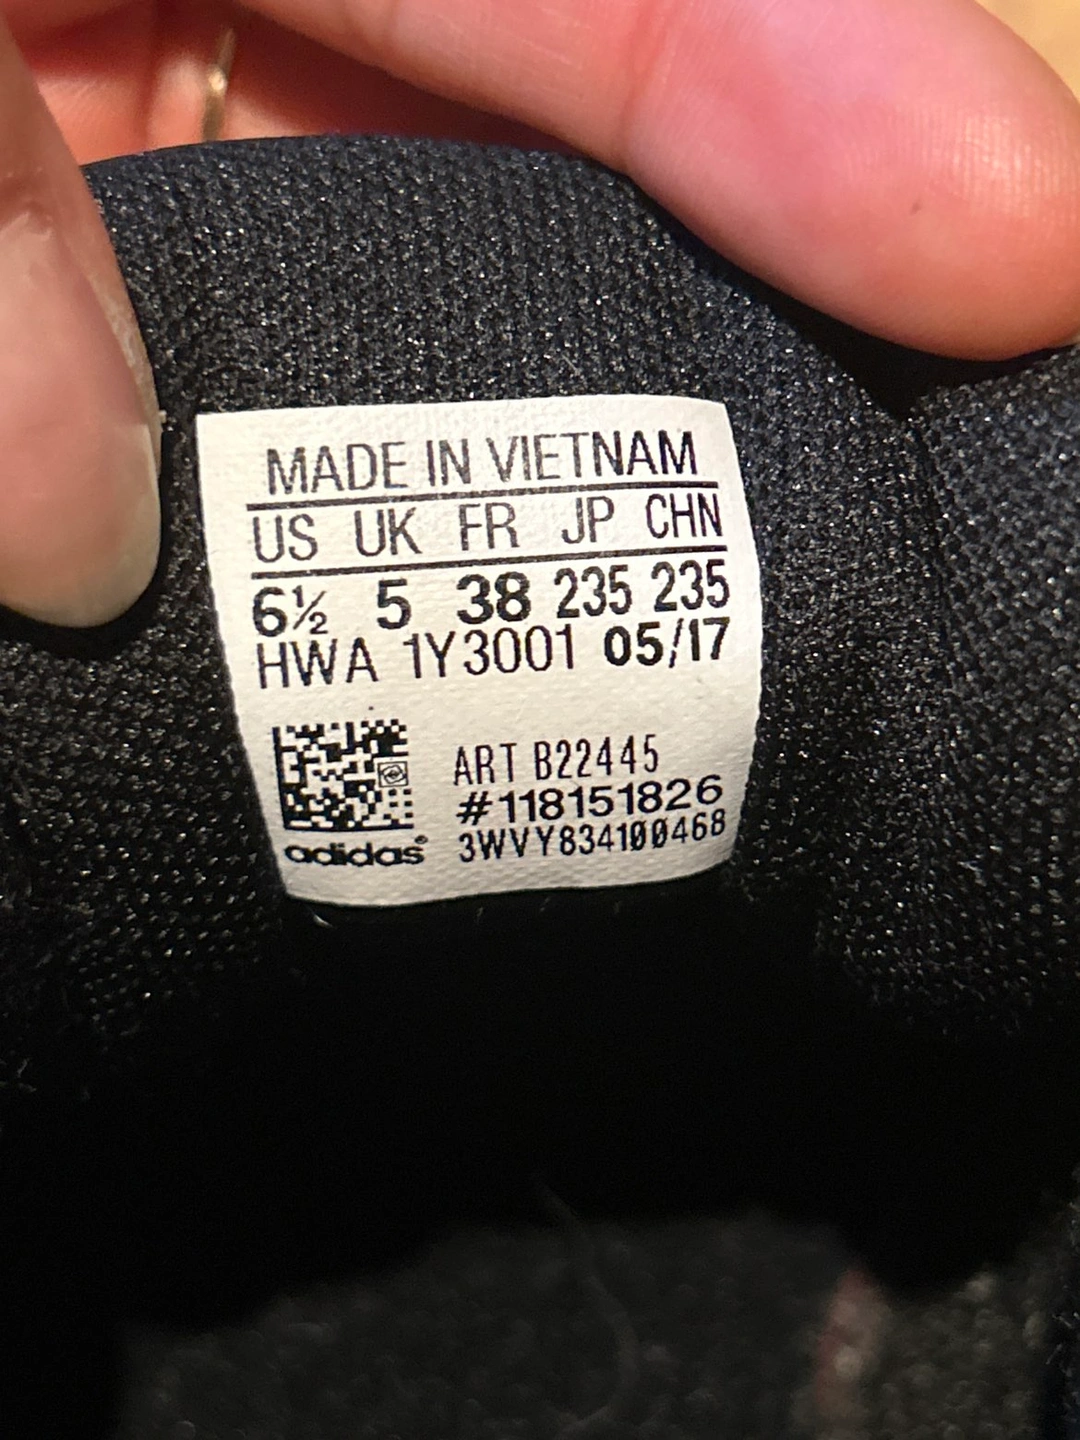 MADE IN VIETNAM
US UK FR JP CHN
6½ 5 38 235 235
HWA 1Y3001 05/17
ART B22445
#118151826
3WVY834100468
adidas®